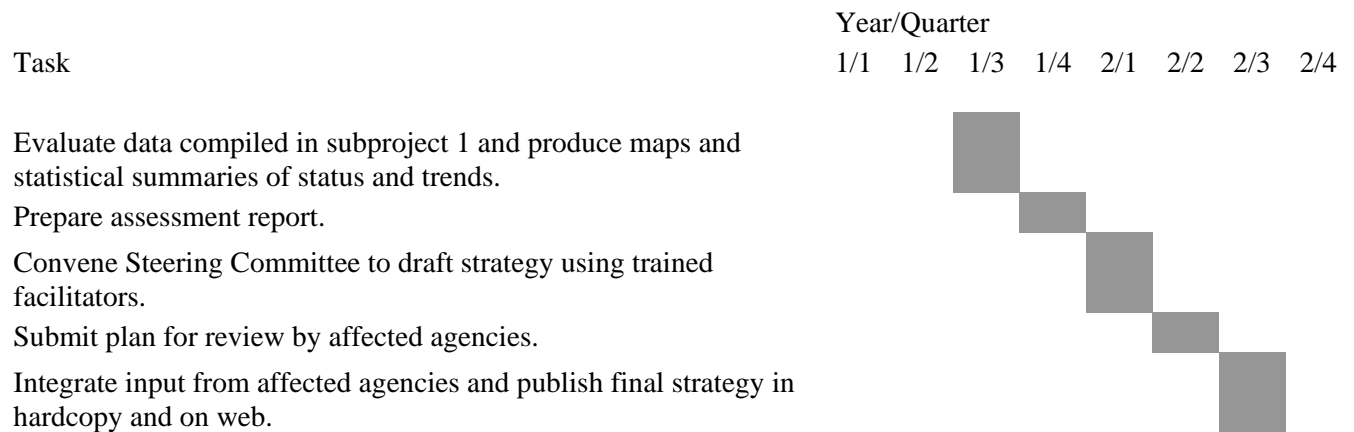 Year/Quarter
Task 1/1 1/2 1/3 1/4 2/1 2/2 2/3 2/4
Evaluate data compiled in subproject 1 and produce maps and
statistical summaries of status and trends.
Prepare assessment report.
Convene Steering Committee to draft strategy using trained
facilitators.
Submit plan for review by affected agencies.
Integrate input from affected agencies and publish final strategy in
hardcopy and on web.